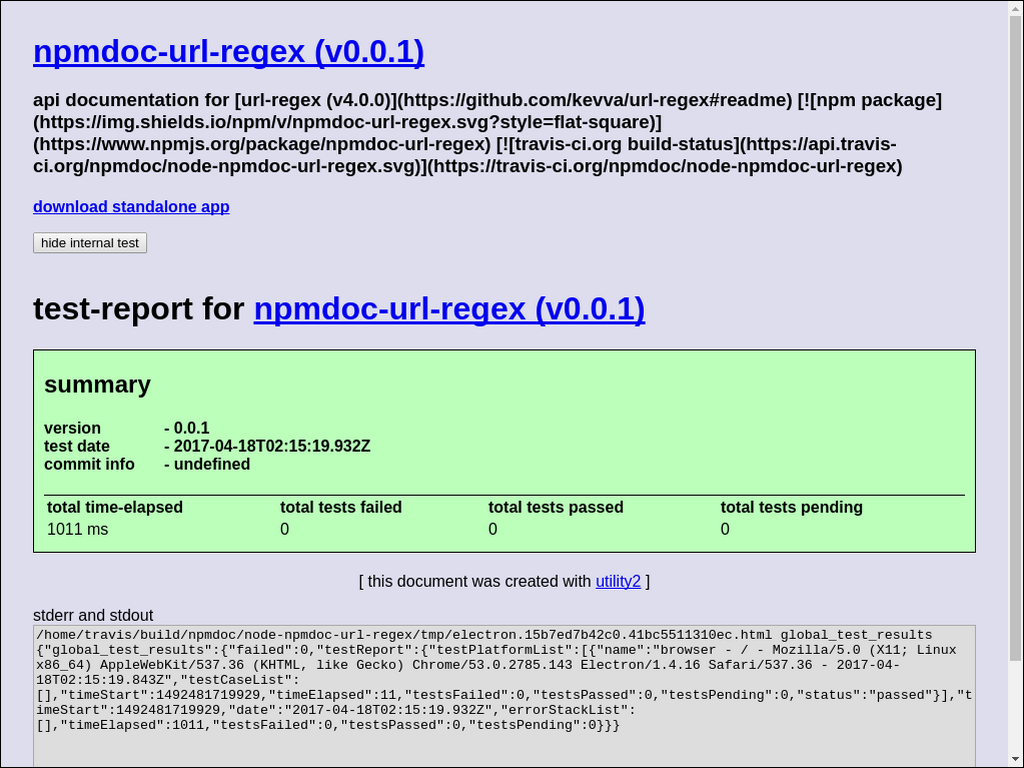 npmdoc-url-regex (v0.0.1)
api documentation for [url-regex (v4.0.0)](https://github.com/kevva/url-regex#readme) [![npm package]
(https://img.shields.io/npm/v/npmdoc-url-regex.svg?style=flat-square)]
(https://www.npmjs.org/package/npmdoc-url-regex) [![travis-ci.org build-status](https://api.travis-
ci.org/npmdoc/node-npmdoc-url-regex.svg)](https://travis-ci.org/npmdoc/node-npmdoc-url-regex)
download standalone app
hide internal test
test-report for npmdoc-url-regex (v0.0.1)
summary
version - 0.0.1
test date - 2017-04-18T02:15:19.932Z
commit info - undefined
total time-elapsed total tests failed total tests passed total tests pending
1011 ms 0 0 0
[ this document was created with utility2 ]
stderr and stdout
/home/travis/build/npmdoc/node-npmdoc-url-regex/tmp/electron.15b7ed7b42c0.41bc5511310ec.html global_test_results
{"global_test_results":{"failed":0,"testReport":{"testPlatformList":[{"name":"browser - / - Mozilla/5.0 (X11; Linux
x86_64) AppleWebKit/537.36 (KHTML, like Gecko) Chrome/53.0.2785.143 Electron/1.4.16 Safari/537.36 - 2017-04-
18T02:15:19.843Z","testCaseList":
[],"timeStart":1492481719929,"timeElapsed":11,"testsFailed":0,"testsPassed":0,"testsPending":0,"status":"passed"}],"t
imeStart":1492481719929,"date":"2017-04-18T02:15:19.932Z","errorStackList":
[],"timeElapsed":1011,"testsFailed":0,"testsPassed":0,"testsPending":0}}}